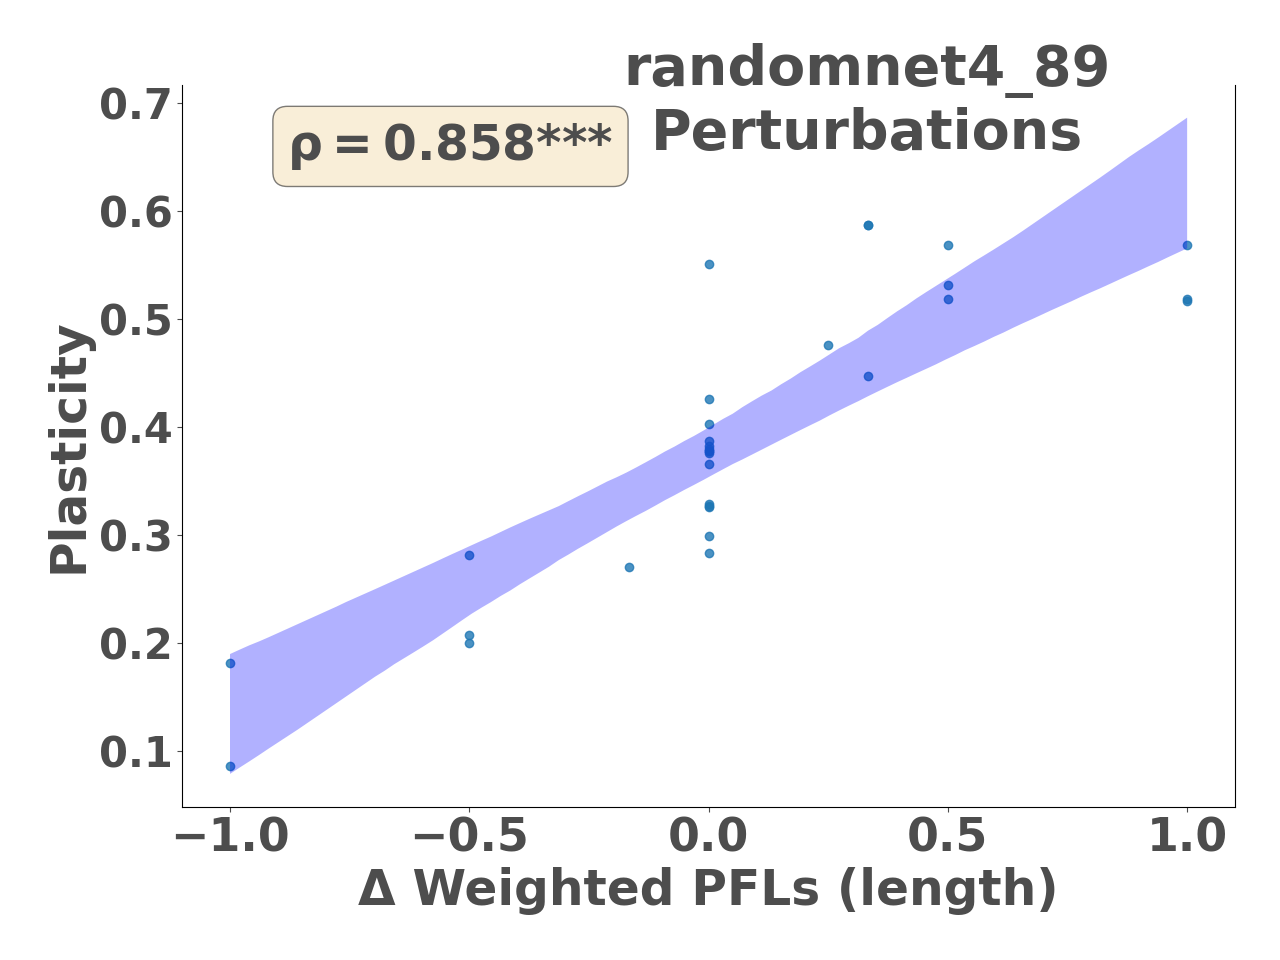 randomnet4_89
Perturbations
ρ = 0.858***
0.7
0.6
0.5
0.4
0.3
0.2
0.1
Plasticity
−1.0
−0.5
0.0
0.5
1.0
Δ Weighted PFLs (length)